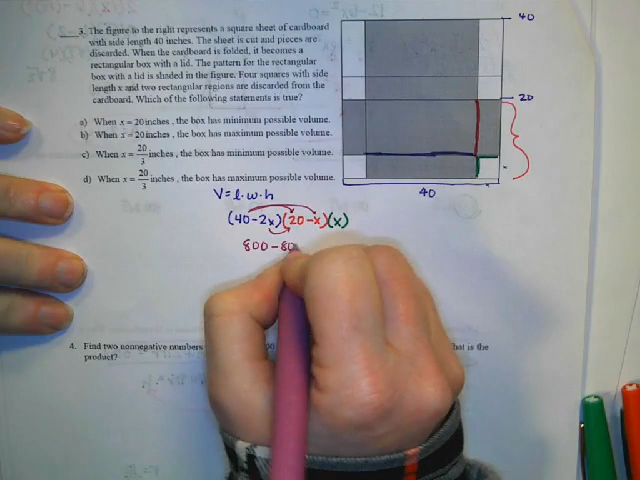 3. The figure to the right represents a square sheet of cardboard
with side length 40 inches. The sheet is cut and pieces are
discarded. When the cardboard is folded, it becomes a
rectangular box with a lid. The pattern for the rectangular
box with a lid is shaded in the figure. Four squares with side
length x and two rectangular regions are discarded from the
cardboard. Which of the following statements is true?
a) When x = 20 inches , the box has minimum possible volume.
b) When x = 20 inches , the box has maximum possible volume.
c) When x = 20/3 inches , the box has minimum possible volume.
d) When x = 20/3 inches , the box has maximum possible volume.
40
20
x
x
40
V = l·w·h
(40-2x)(20-x)(x)
800-80
4. Find two nonnegative numbers
hat is the
product?